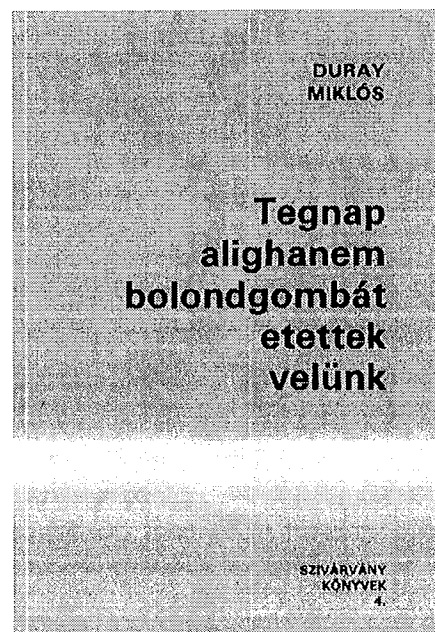 DURAY
MIKLÓS
Tegnap
alighanem
bolondgombát
etettek
velünk
SZIVÁRVÁNY
KÖNYVEK
4.